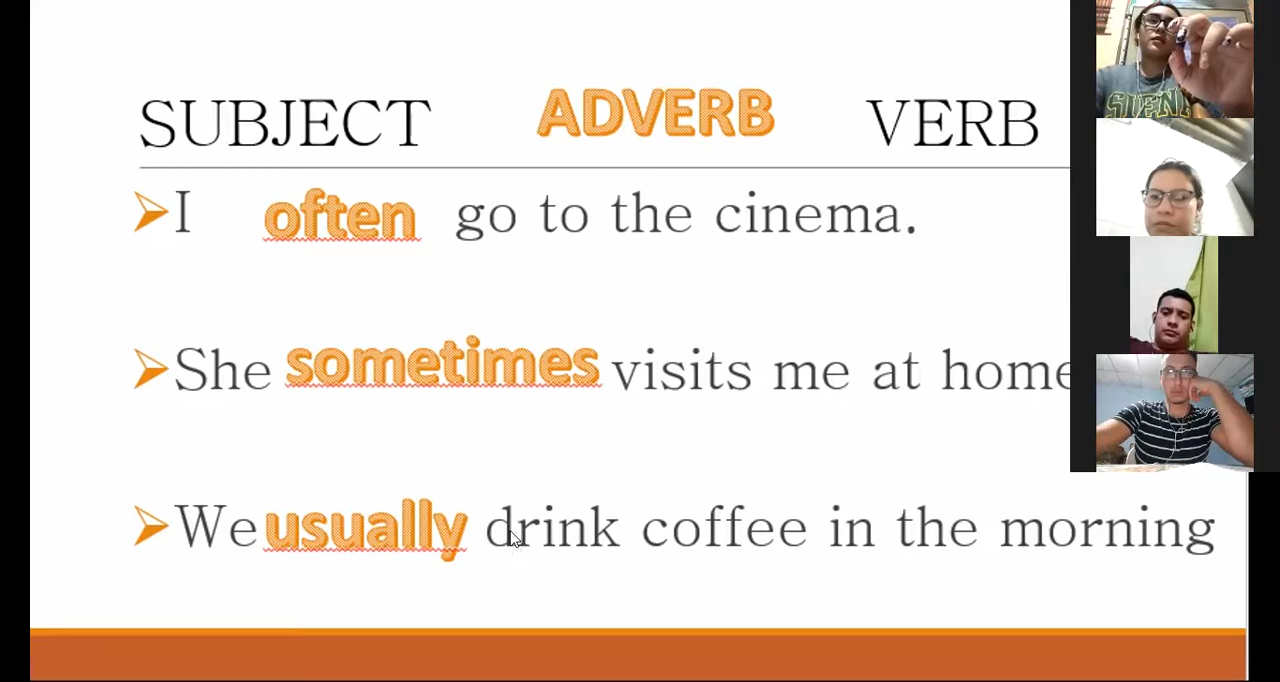 SUBJECT ADVERB VERB
I often go to the cinema.
She sometimes visits me at home
We usually drink coffee in the morning